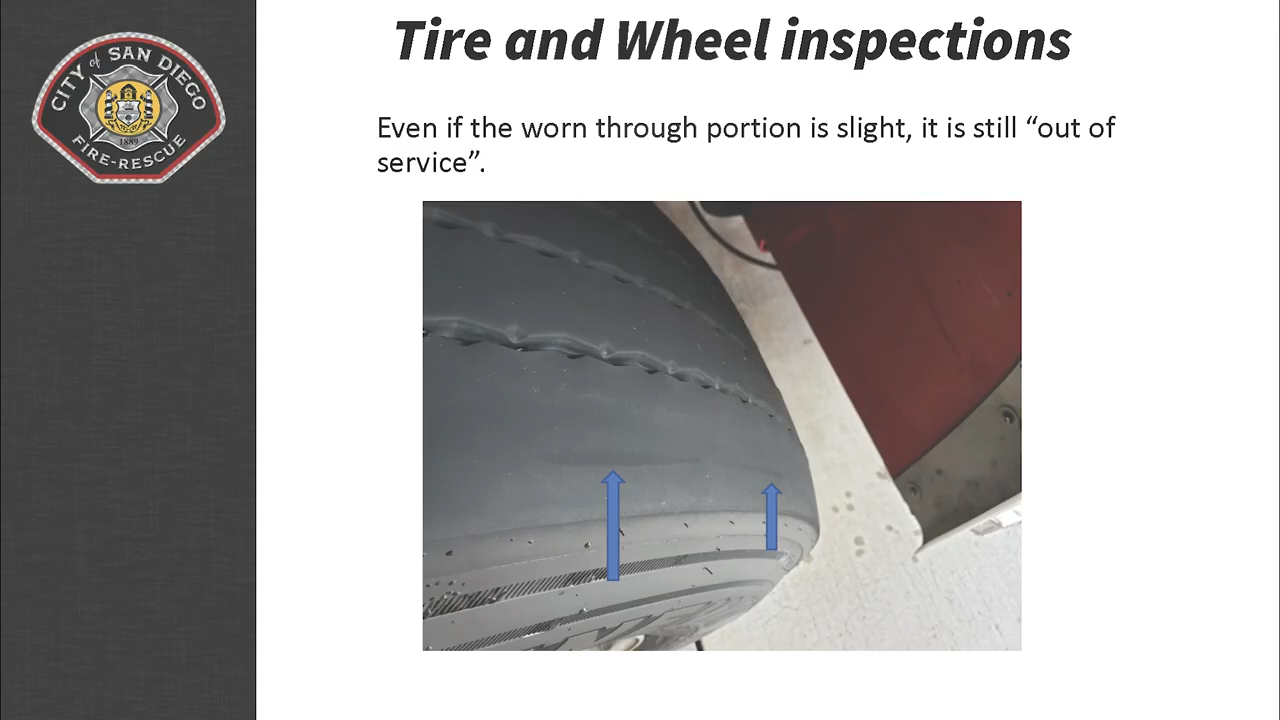 CITY of SAN DIEGO
1889
FIRE-RESCUE
Tire and Wheel inspections
Even if the worn through portion is slight, it is still “out of
service”.